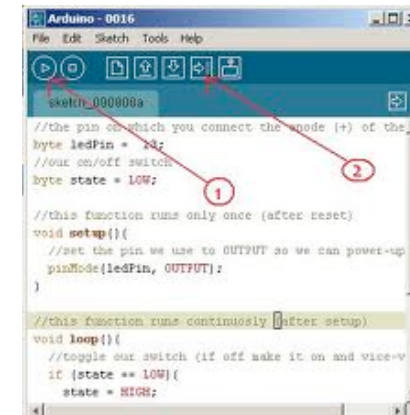 Arduino - 0016
File Edit Sketch Tools Help
sketch_090808a
//the pin on which you connect the anode (+) of the
byte ledPin = 13;
//our on/off switch
byte state = LOW;
1
2
//this function runs only once (after reset)
void setup(){
//set the pin we use to OUTPUT so we can power-up
pinMode(ledPin, OUTPUT);
}
//this function runs continuosly (after setup)
void loop(){
//toggle our switch (if off make it on and vice-v
if (state == LOW){
state = HIGH;